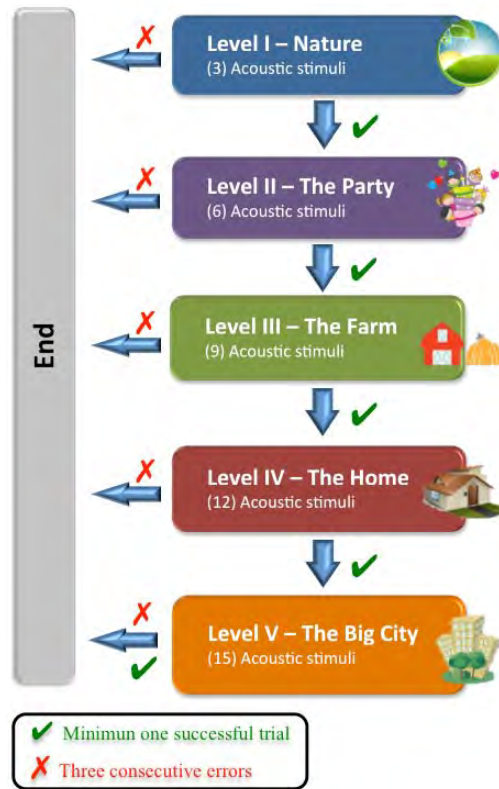 Level I – Nature
(3) Acoustic stimuli
Level II – The Party
(6) Acoustic stimuli
Level III – The Farm
(9) Acoustic stimuli
Level IV – The Home
(12) Acoustic stimuli
Level V – The Big City
(15) Acoustic stimuli
End
Minimun one successful trial
Three consecutive errors